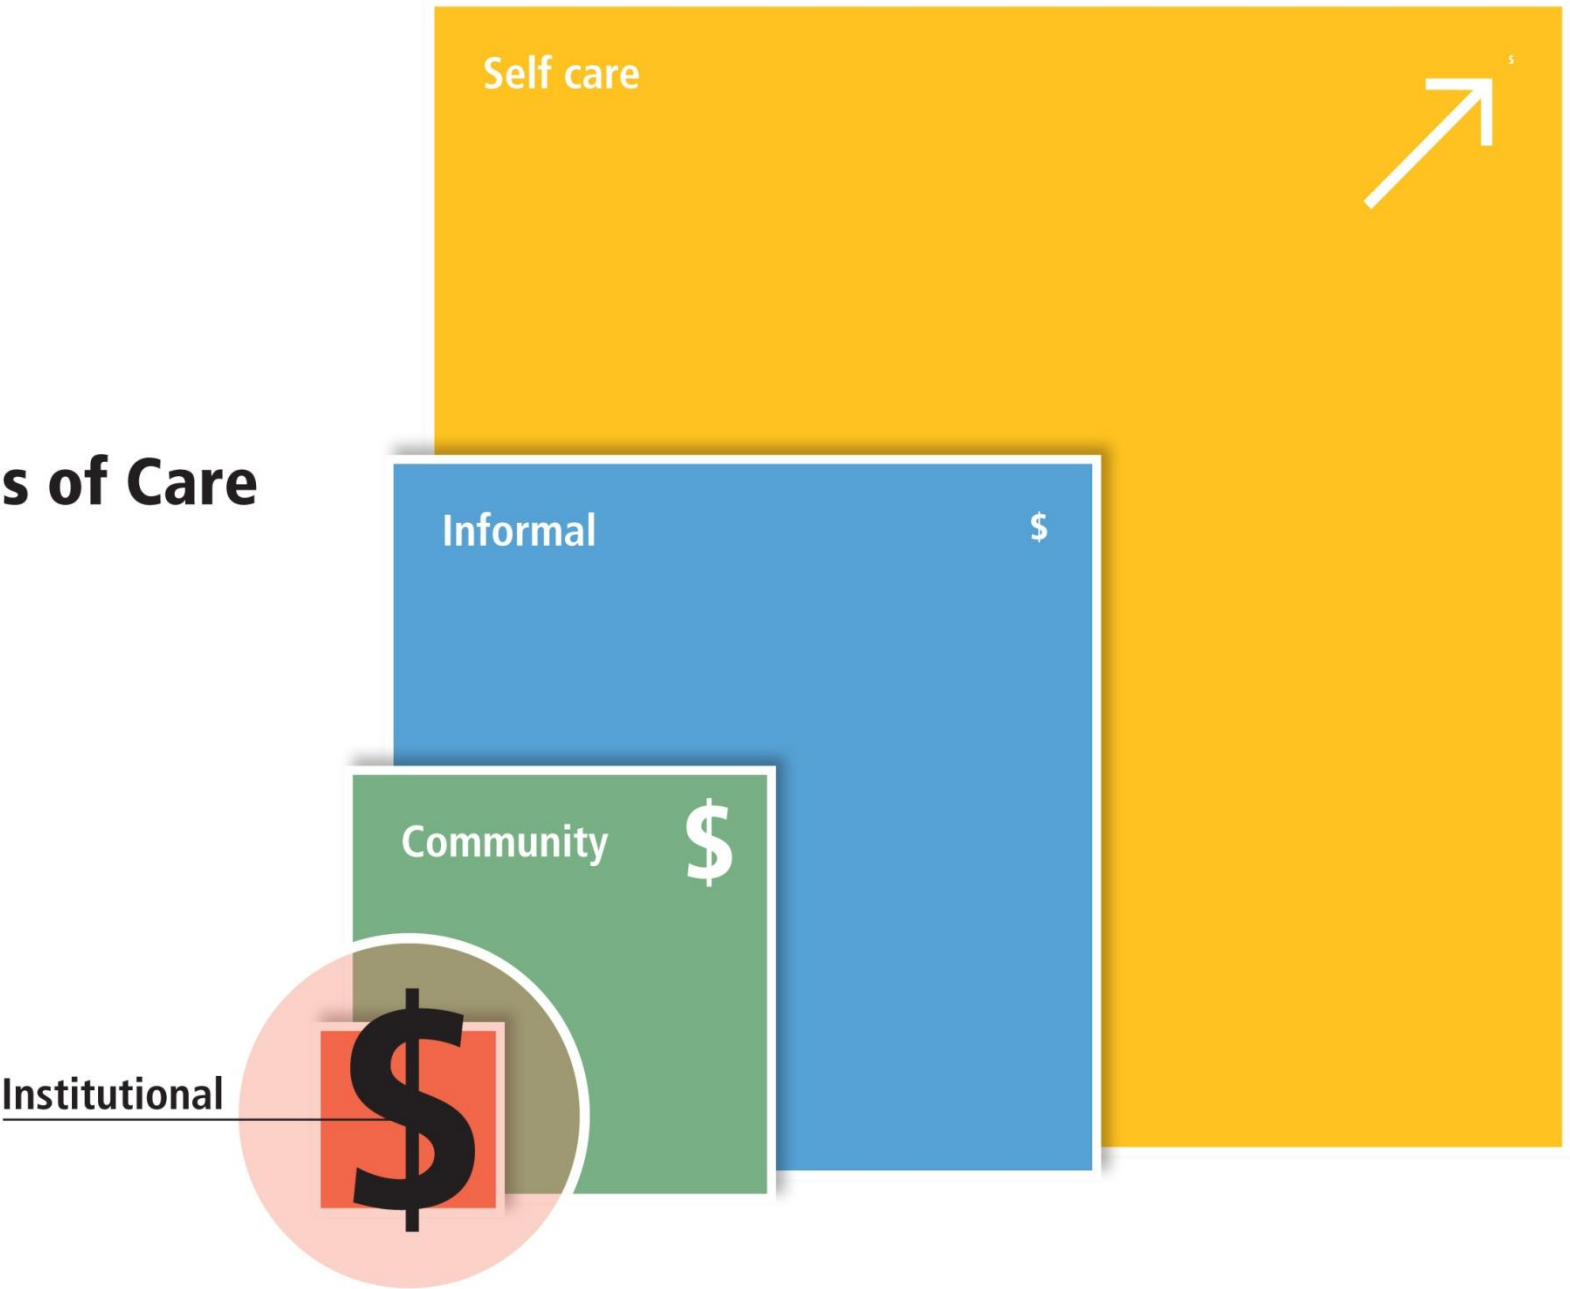 Self care
$
s of Care
Informal
$
Community
$
$
Institutional